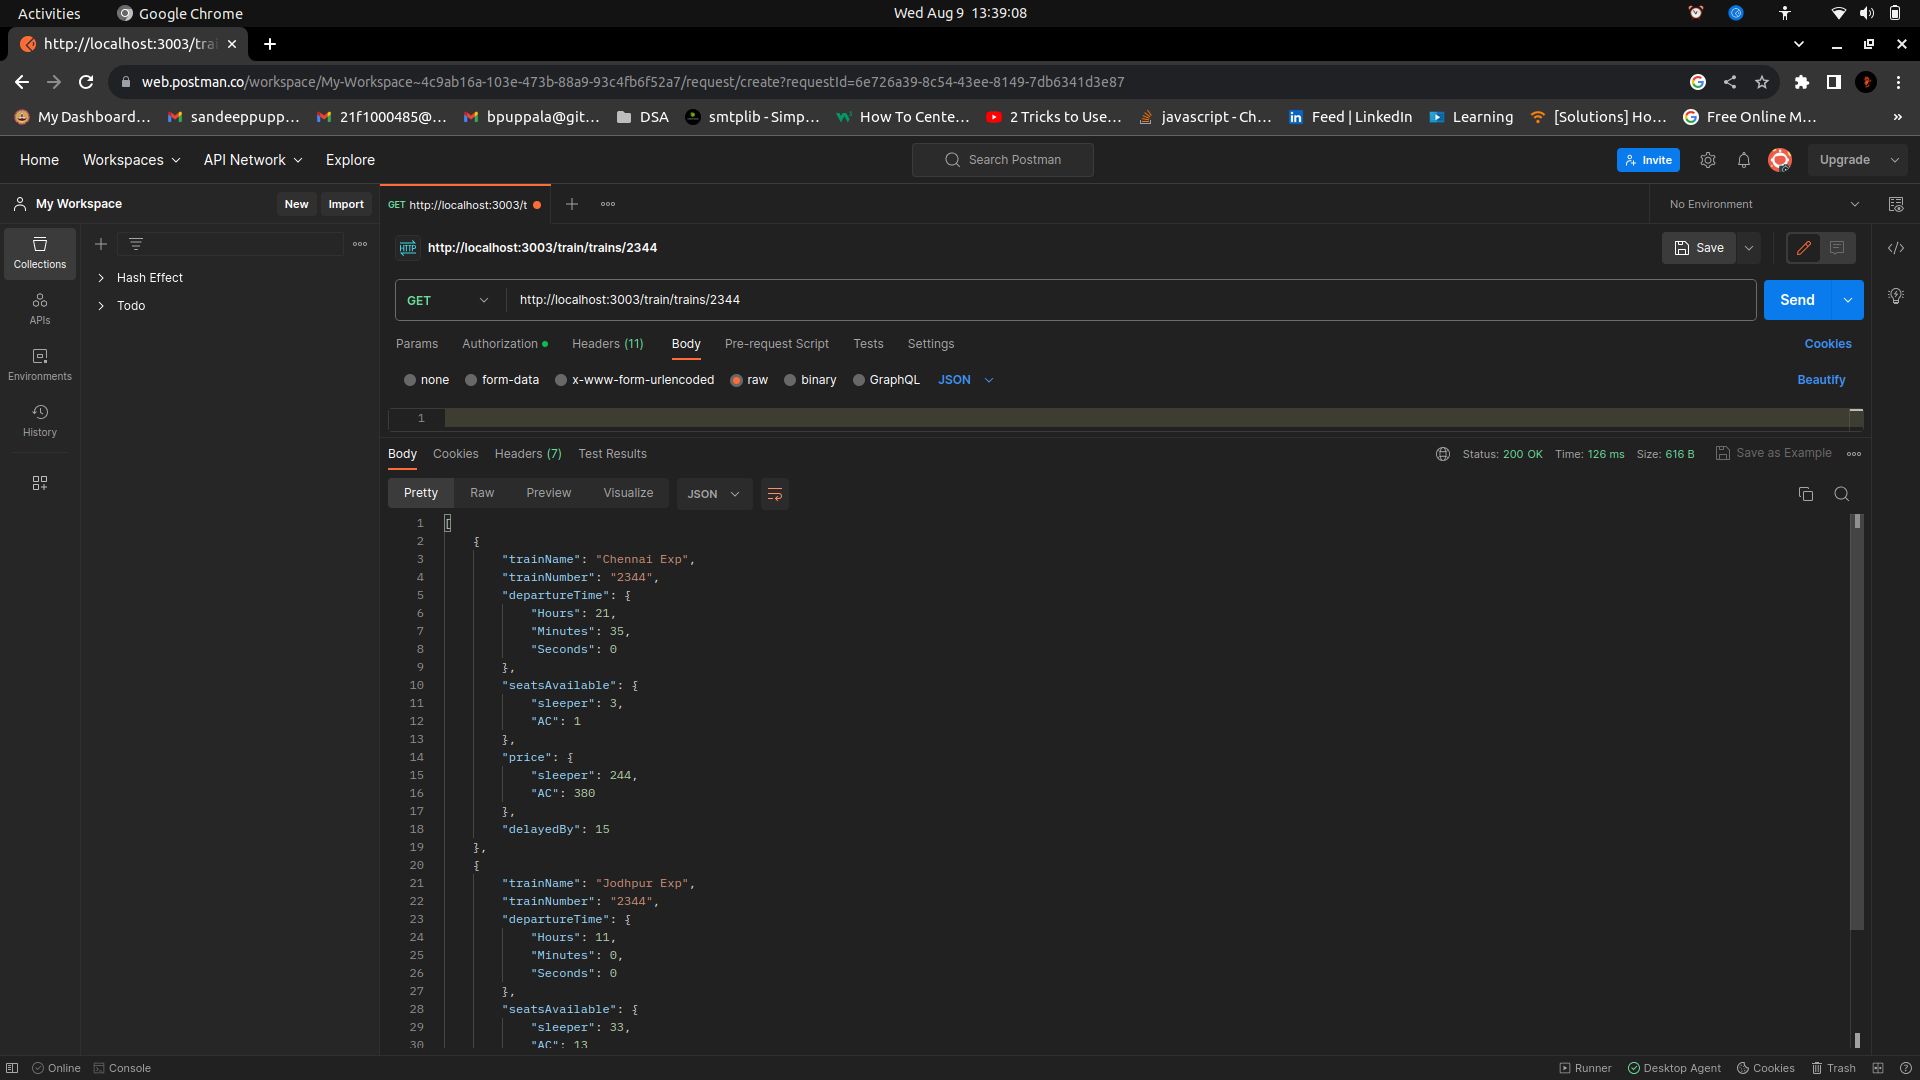 Activities
Google Chrome
Wed Aug 9 13:39:08
http://localhost:3003/trai
web.postman.co/workspace/My-Workspace~4c9ab16a-103e-473b-88a9-93c4fb6f52a7/request/create?requestId=6e726a39-8c54-43ee-8149-7db6341d3e87
My Dashboard... sandeeppupp... 21f1000485@... bpuppala@git... DSA smtplib - Simp... How To Cente... 2 Tricks to Use... javascript - Ch... Feed | LinkedIn Learning [Solutions] Ho... Free Online M... »
Home Workspaces API Network Explore Search Postman Invite Upgrade
My Workspace New Import GET http://localhost:3003/t No Environment
Collections
APIs
Environments
History
Hash Effect
Todo
HTTP http://localhost:3003/train/trains/2344 Save
GET http://localhost:3003/train/trains/2344 Send
Params Authorization Headers (11) Body Pre-request Script Tests Settings Cookies
none form-data x-www-form-urlencoded raw binary GraphQL JSON Beautify
1
Body Cookies Headers (7) Test Results Status: 200 OK Time: 126 ms Size: 616 B Save as Example
Pretty Raw Preview Visualize JSON
1 [
2 {
3 "trainName": "Chennai Exp",
4 "trainNumber": "2344",
5 "departureTime": {
6 "Hours": 21,
7 "Minutes": 35,
8 "Seconds": 0
9 },
10 "seatsAvailable": {
11 "sleeper": 3,
12 "AC": 1
13 },
14 "price": {
15 "sleeper": 244,
16 "AC": 380
17 },
18 "delayedBy": 15
19 },
20 {
21 "trainName": "Jodhpur Exp",
22 "trainNumber": "2344",
23 "departureTime": {
24 "Hours": 11,
25 "Minutes": 0,
26 "Seconds": 0
27 },
28 "seatsAvailable": {
29 "sleeper": 33,
30 "AC": 13
Online Console Runner Desktop Agent Cookies Trash